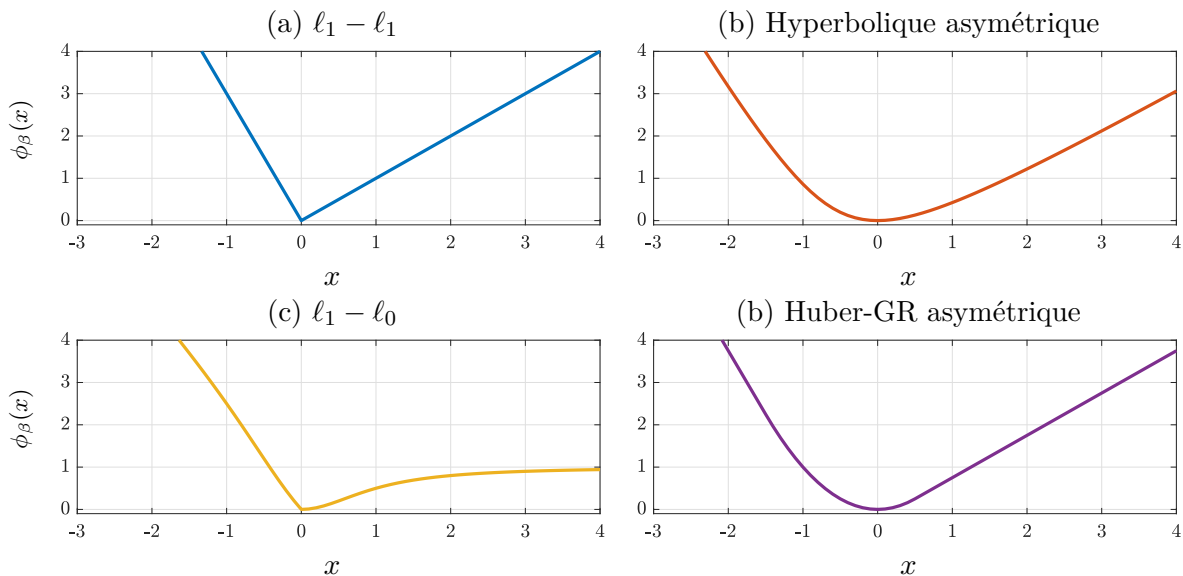 (a) ℓ₁ − ℓ₁
4
3
2
1
0
ϕ_β(x)
-3 -2 -1 0 1 2 3 4
x
(b) Hyperbolique asymétrique
4
3
2
1
0
-3 -2 -1 0 1 2 3 4
x
(c) ℓ₁ − ℓ₀
4
3
2
1
0
ϕ_β(x)
-3 -2 -1 0 1 2 3 4
x
(b) Huber-GR asymétrique
4
3
2
1
0
-3 -2 -1 0 1 2 3 4
x